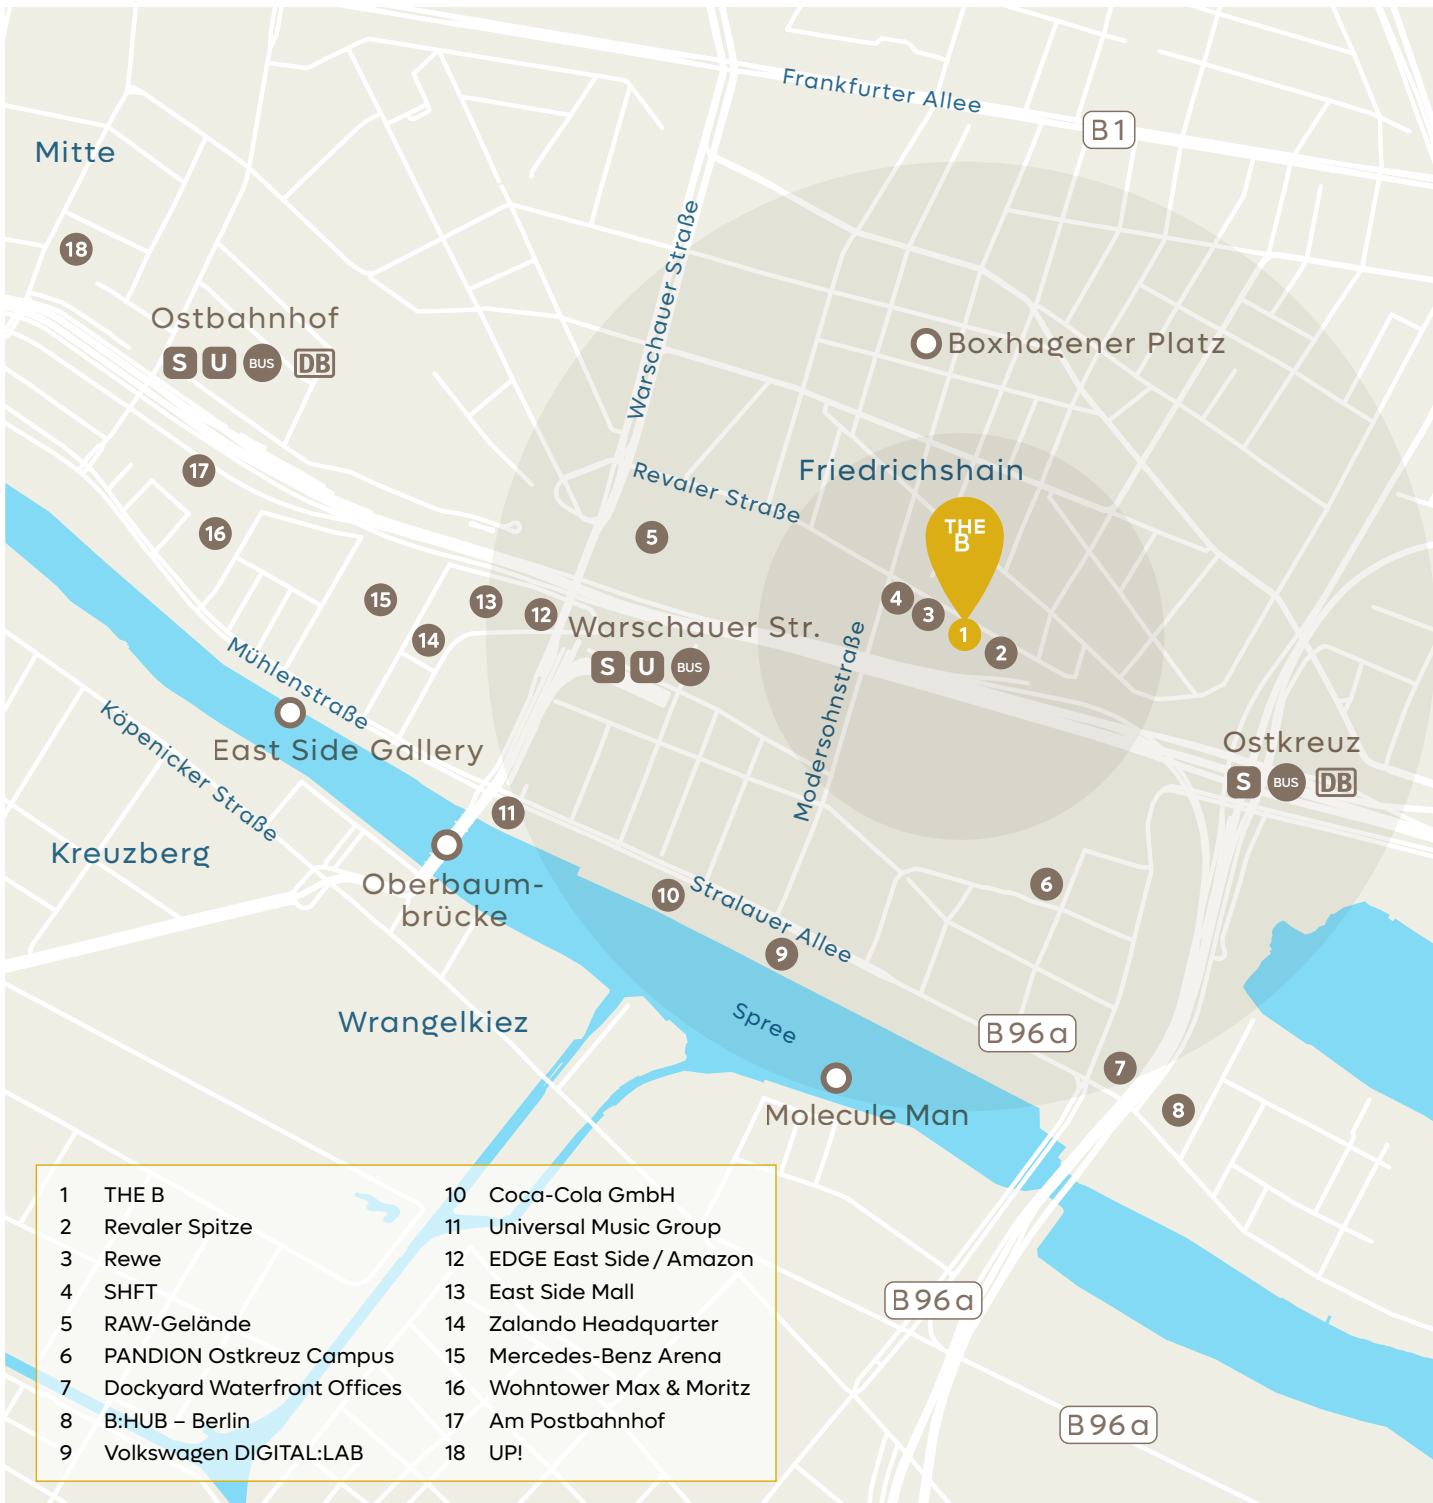 Frankfurter Allee
B 1
Mitte
18
Warschauer Straße
Ostbahnhof
S U BUS DB
Boxhagener Platz
17
Revaler Straße
Friedrichshain
16
5
THE
B
15
13
12
4
3
1
2
14
Warschauer Str.
S U BUS
Mühlenstraße
Modersohnstraße
Köpenicker Straße
East Side Gallery
Ostkreuz
S BUS DB
11
Kreuzberg
Oberbaum-
brücke
10
Stralauer Allee
6
9
Wrangelkiez
Spree
B 96 a
7
8
Molecule Man
1 THE B
2 Revaler Spitze
3 Rewe
4 SHFT
5 RAW-Gelände
6 PANDION Ostkreuz Campus
7 Dockyard Waterfront Offices
8 B:HUB – Berlin
9 Volkswagen DIGITAL:LAB
10 Coca-Cola GmbH
11 Universal Music Group
12 EDGE East Side / Amazon
13 East Side Mall
14 Zalando Headquarter
15 Mercedes-Benz Arena
16 Wohntower Max & Moritz
17 Am Postbahnhof
18 UP!
B 96 a
B 96 a